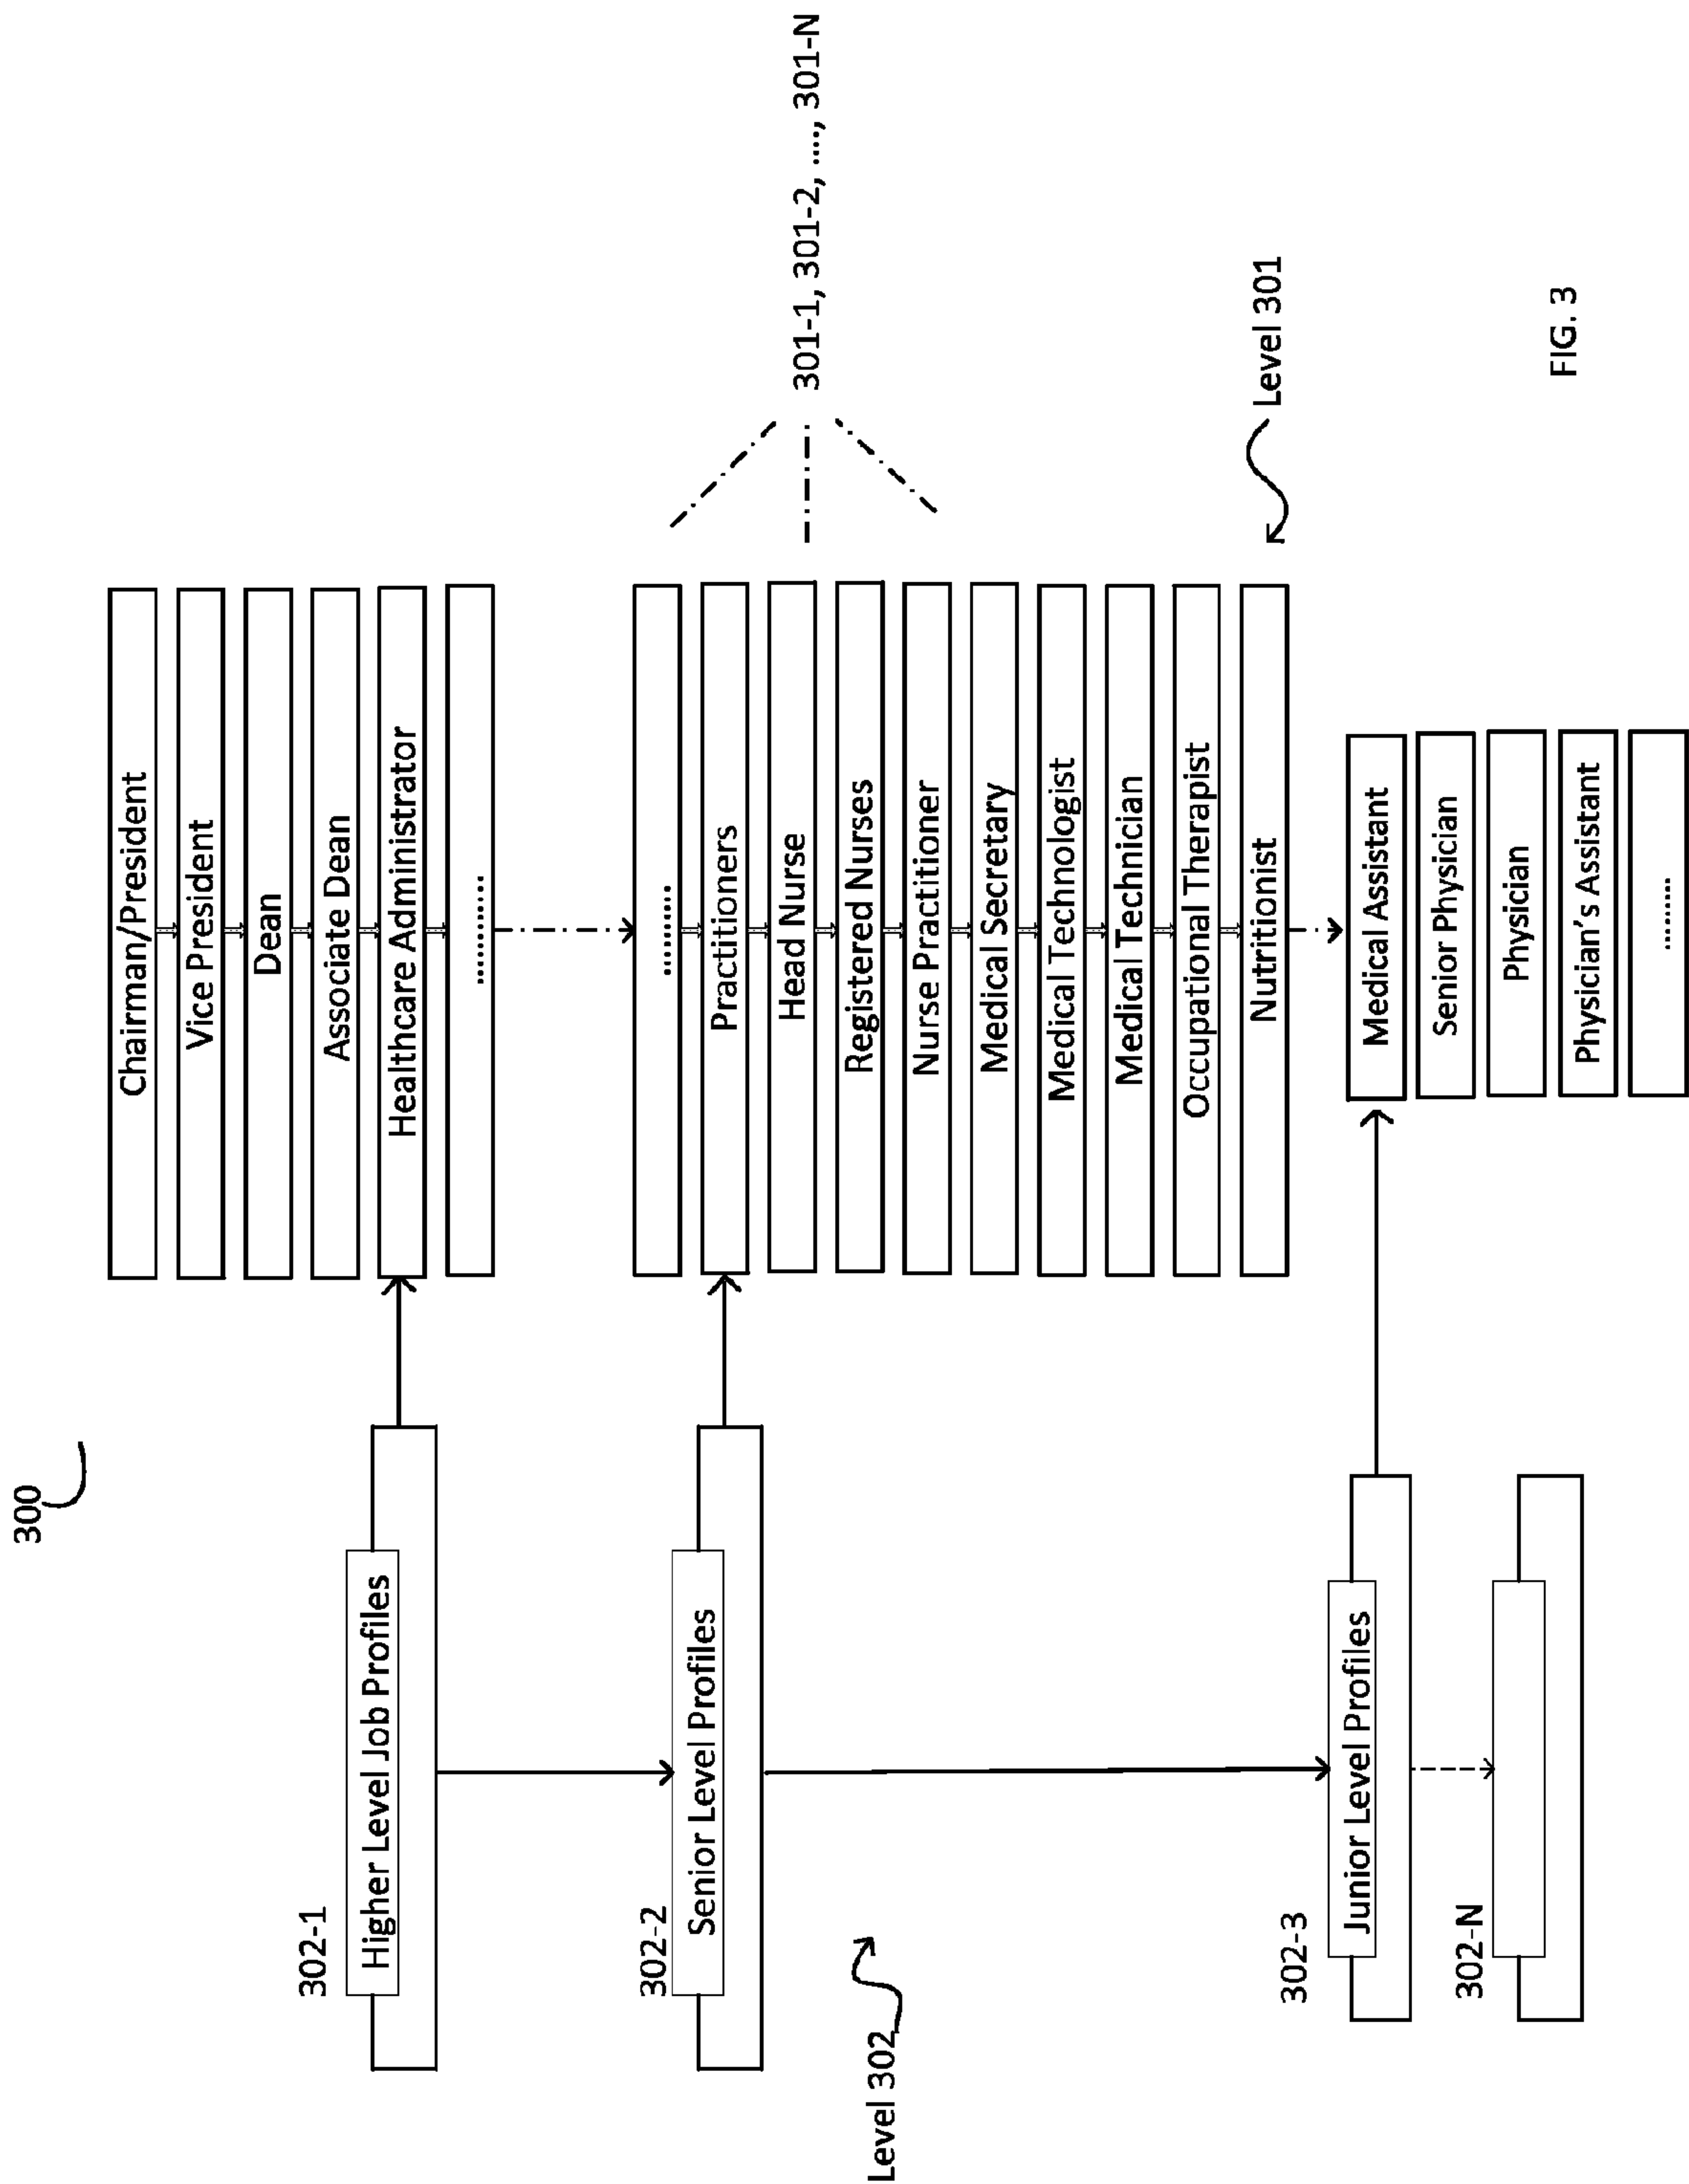 300
Chairman/President
Vice President
Dean
Associate Dean
302-1
Higher Level Job Profiles
Healthcare Administrator
...........
..........
302-2
Senior Level Profiles
Practitioners
Head Nurse
301-1, 301-2, ...., 301-N
Registered Nurses
Level 302
Nurse Practitioner
Medical Secretary
Medical Technologist
Medical Technician
Occupational Therapist
Nutritionist
Level 301
302-3
Junior Level Profiles
Medical Assistant
Senior Physician
302-N
Physician
Physician's Assistant
........
FIG. 3